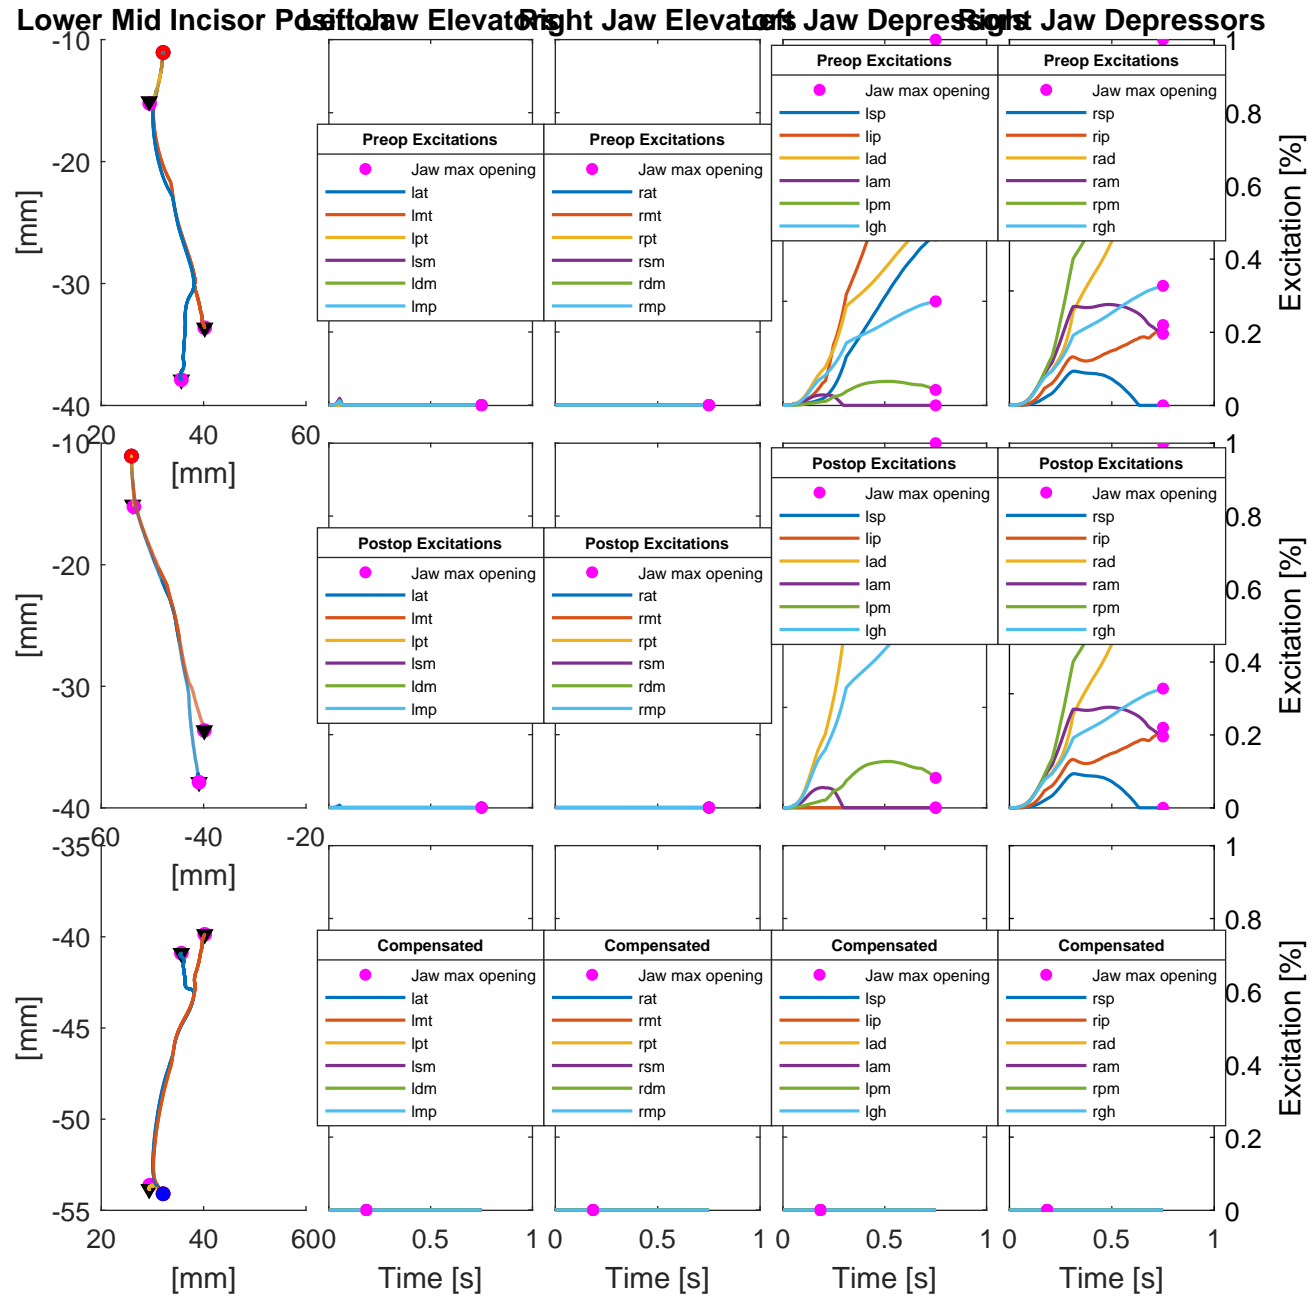 Lower Mid Incisor Position
Left Jaw Elevators
Right Jaw Elevators
Left Jaw Depressors
Right Jaw Depressors
-10
-20
-30
-40
[mm]
20
40
60
[mm]
Preop Excitations
Jaw max opening
lat
lmt
lpt
lsm
ldm
lmp
Preop Excitations
Jaw max opening
rat
rmt
rpt
rsm
rdm
rmp
Preop Excitations
Jaw max opening
lsp
lip
lad
lam
lpm
lgh
Preop Excitations
Jaw max opening
rsp
rip
rad
ram
rpm
rgh
1
0.8
0.6
0.4
0.2
0
Excitation [%]
-10
-20
-30
-40
[mm]
-60
-40
-20
[mm]
Postop Excitations
Jaw max opening
lat
lmt
lpt
lsm
ldm
lmp
Postop Excitations
Jaw max opening
rat
rmt
rpt
rsm
rdm
rmp
Postop Excitations
Jaw max opening
lsp
lip
lad
lam
lpm
lgh
Postop Excitations
Jaw max opening
rsp
rip
rad
ram
rpm
rgh
1
0.8
0.6
0.4
0.2
0
Excitation [%]
-35
-40
-45
-50
-55
[mm]
20
40
60
[mm]
Compensated
Jaw max opening
lat
lmt
lpt
lsm
ldm
lmp
0
0.5
1
Time [s]
Compensated
Jaw max opening
rat
rmt
rpt
rsm
rdm
rmp
0
0.5
1
Time [s]
Compensated
Jaw max opening
lsp
lip
lad
lam
lpm
lgh
0
0.5
1
Time [s]
Compensated
Jaw max opening
rsp
rip
rad
ram
rpm
rgh
0
0.5
1
Time [s]
1
0.8
0.6
0.4
0.2
0
Excitation [%]